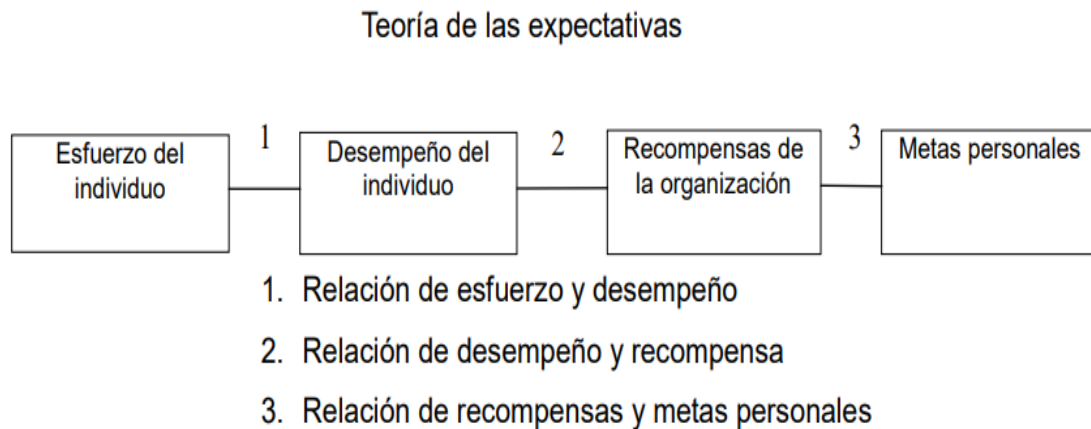 Teoría de las expectativas
Esfuerzo del
individuo
1
Desempeño del
individuo
2
Recompensas de
la organización
3
Metas personales
1. Relación de esfuerzo y desempeño
2. Relación de desempeño y recompensa
3. Relación de recompensas y metas personales